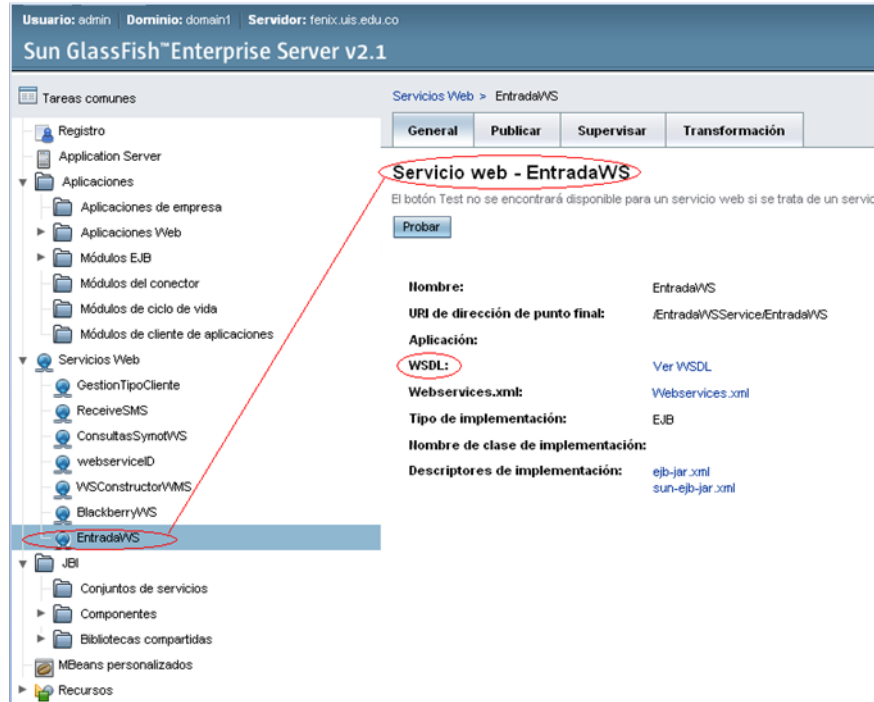 Usuario: admin Dominio: domain1 Servidor: fenix.uis.edu.co
Sun GlassFish™ Enterprise Server v2.1
Tareas comunes
Registro
Application Server
Aplicaciones
Aplicaciones de empresa
Aplicaciones Web
Módulos EJB
Módulos del conector
Módulos de ciclo de vida
Módulos de cliente de aplicaciones
Servicios Web
GestionTipoCliente
ReceiveSMS
ConsultasSymotWS
webserviceID
WSConstructorWMS
BlackberryWS
EntradaWS
JBI
Conjuntos de servicios
Componentes
Bibliotecas compartidas
MBeans personalizados
Recursos
Servicios Web > EntradaWS
General Publicar Supervisar Transformación
Servicio web - EntradaWS
El botón Test no se encontrará disponible para un servicio web si se trata de un servic
Probar
Nombre: EntradaWS
URI de dirección de punto final: /EntradaWSService/EntradaWS
Aplicación:
WSDL: Ver WSDL
Webservices.xml: Webservices.xml
Tipo de implementación: EJB
Nombre de clase de implementación:
Descriptores de implementación: ejb-jar.xml
sun-ejb-jar.xml